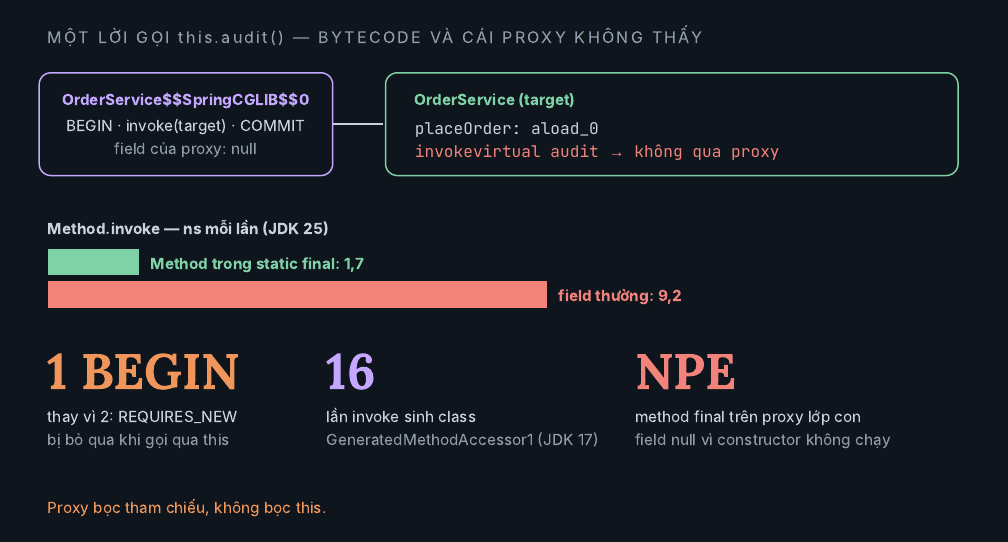 MỘT LỜI GỌI this.audit() — BYTECODE VÀ CÁI PROXY KHÔNG THẤY
OrderService$$SpringCGLIB$$0
BEGIN · invoke(target) · COMMIT
field của proxy: null
OrderService (target)
placeOrder: aload_0
invokevirtual audit → không qua proxy
Method.invoke — ns mỗi lần (JDK 25)
Method trong static final: 1,7
field thường: 9,2
1 BEGIN
thay vì 2: REQUIRES_NEW
bị bỏ qua khi gọi qua this
16
lần invoke sinh class
GeneratedMethodAccessor1 (JDK 17)
NPE
method final trên proxy lớp con
field null vì constructor không chạy
Proxy bọc tham chiếu, không bọc this.